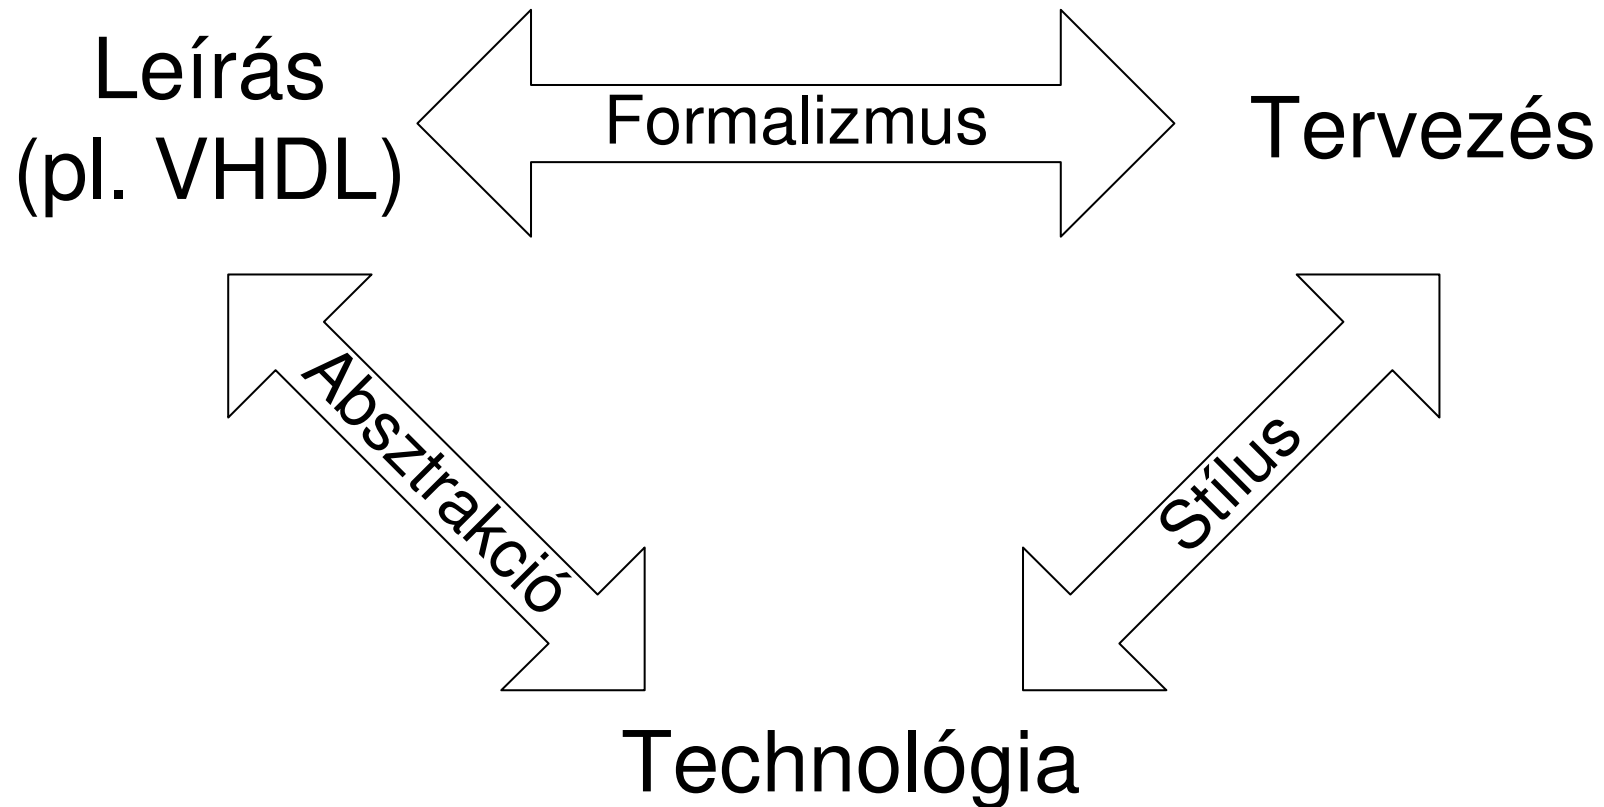 Leírás
(pl. VHDL)
Formalizmus
Tervezés
Absztrakció
Stílus
Technológia